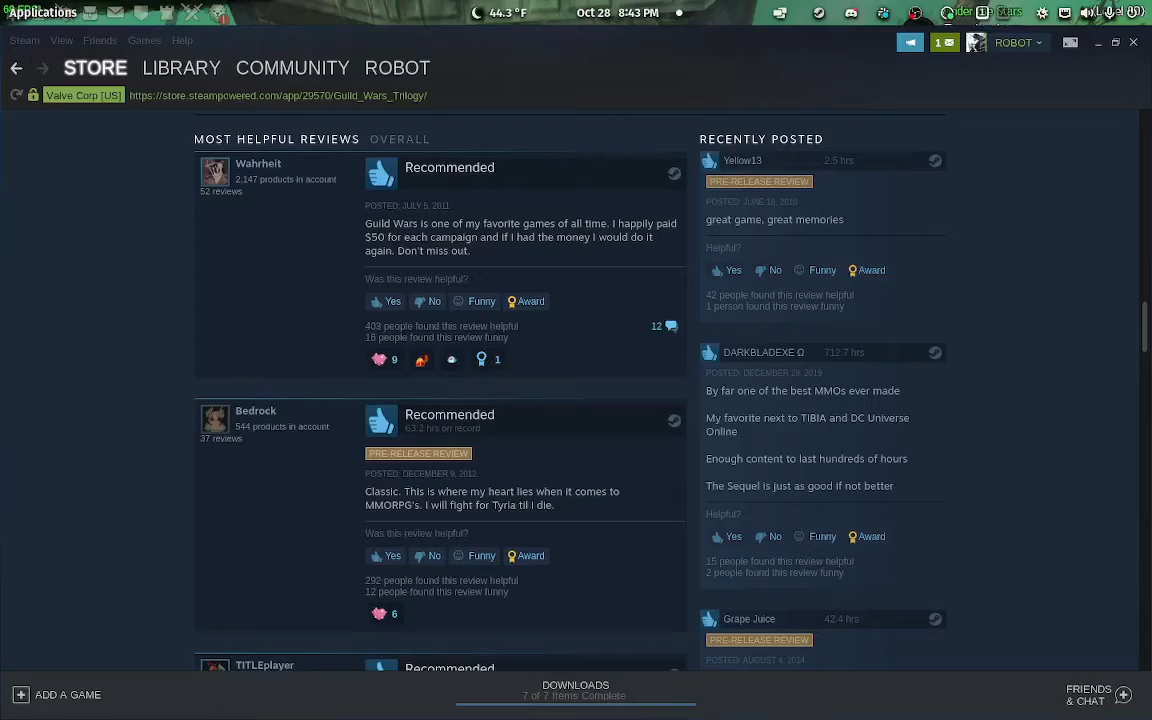 Applications
44.3 °F
Oct 28 8:43 PM
Steam View Friends Games Help
1
ROBOT
STORE LIBRARY COMMUNITY ROBOT
Valve Corp [US] https://store.steampowered.com/app/29570/Guild_Wars_Trilogy/
MOST HELPFUL REVIEWS OVERALL
Wahrheit
2,147 products in account
52 reviews
Recommended
POSTED: JULY 5, 2011
Guild Wars is one of my favorite games of all time. I happily paid
$50 for each campaign and if I had the money I would do it
again. Don't miss out.
Was this review helpful?
Yes No Funny Award
403 people found this review helpful
16 people found this review funny
12
9 1
Bedrock
544 products in account
37 reviews
Recommended
63.2 hrs on record
PRE-RELEASE REVIEW
POSTED: DECEMBER 9, 2012
Classic. This is where my heart lies when it comes to
MMORPG's. I will fight for Tyria til I die.
Was this review helpful?
Yes No Funny Award
292 people found this review helpful
12 people found this review funny
6
TITLEplayer
Recommended
RECENTLY POSTED
Yellow13 2.5 hrs
PRE-RELEASE REVIEW
POSTED: JUNE 16, 2019
great game, great memories
Helpful?
Yes No Funny Award
42 people found this review helpful
1 person found this review funny
DARKBLADEXE Ω 712.7 hrs
POSTED: DECEMBER 29, 2018
By far one of the best MMOs ever made
My favorite next to TIBIA and DC Universe
Online
Enough content to last hundreds of hours
The Sequel is just as good if not better
Helpful?
Yes No Funny Award
15 people found this review helpful
2 people found this review funny
Grape Juice 42.4 hrs
PRE-RELEASE REVIEW
POSTED: AUGUST 4, 2014
ADD A GAME
DOWNLOADS
7 of 7 Items Complete
FRIENDS
& CHAT